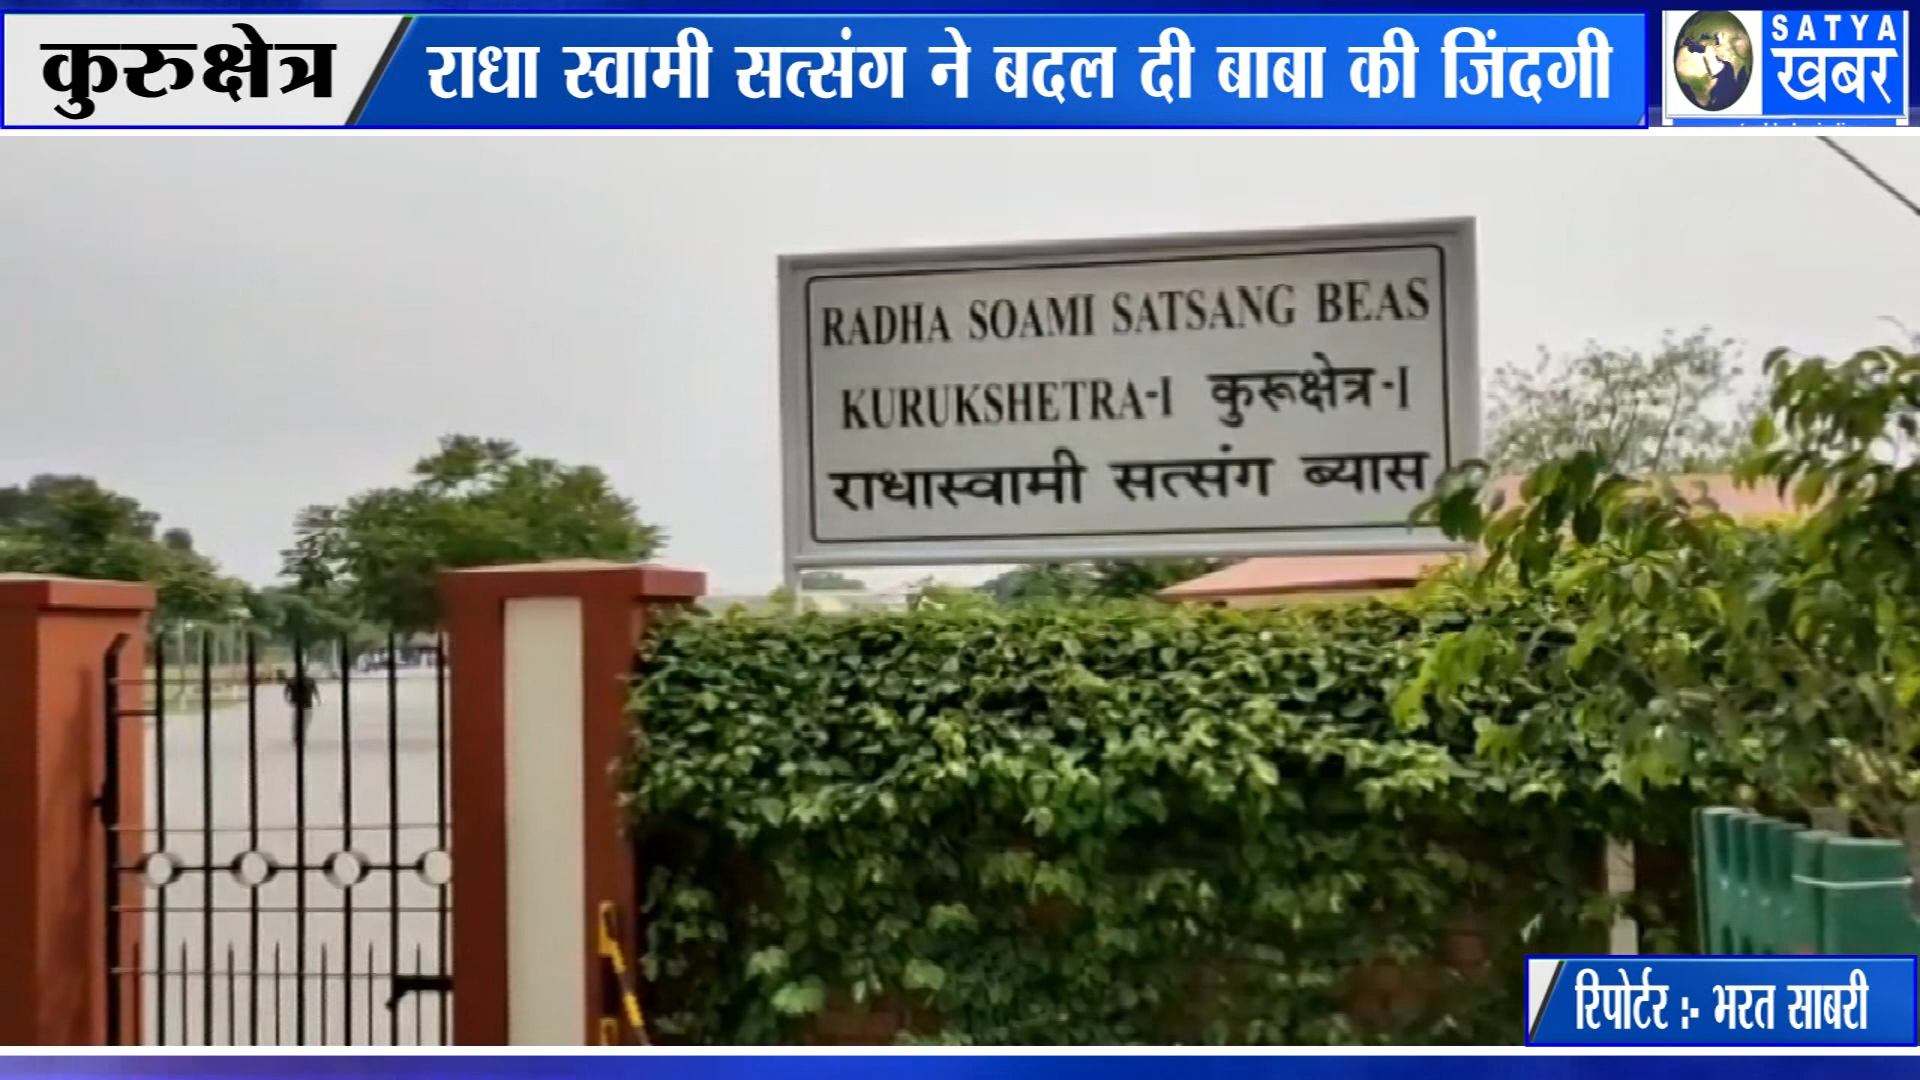 कुरुक्षेत्र
राधा स्वामी सत्संग ने बदल दी बाबा की जिंदगी
SATYA
खबर
RADHA SOAMI SATSANG BEAS
KURUKSHETRA-I कुरूक्षेत्र-I
राधास्वामी सत्संग ब्यास
रिपोर्टर :- भरत साबरी